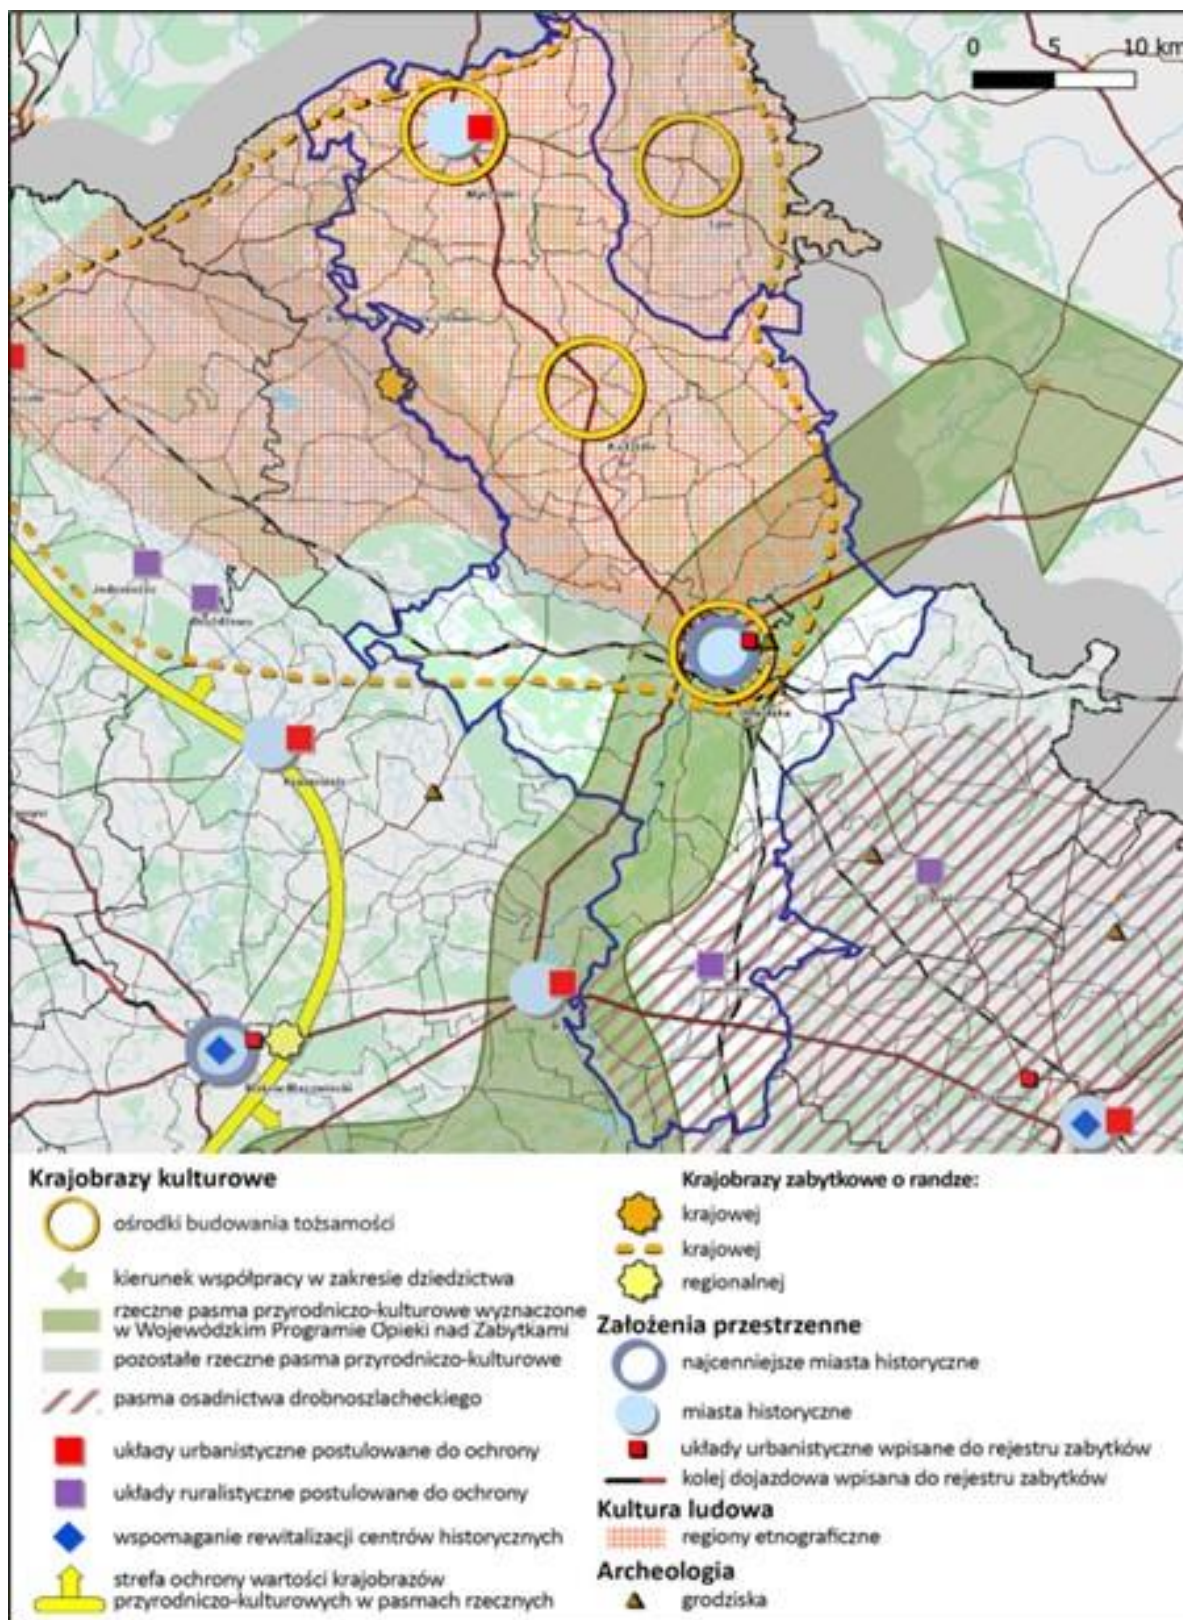 0 5 10 km
Krajobrazy kulturowe
ośrodki budowania tożsamości
kierunek współpracy w zakresie dziedzictwa
rzeczne pasma przyrodniczo-kulturowe wyznaczone
w Wojewódzkim Programie Opieki nad Zabytkami
pozostałe rzeczne pasma przyrodniczo-kulturowe
pasma osadnictwa drobnoszlacheckiego
układy urbanistyczne postulowane do ochrony
układy ruralistyczne postulowane do ochrony
wspomaganie rewitalizacji centrów historycznych
strefa ochrony wartości krajobrazów
przyrodniczo-kulturowych w pasmach rzecznych
Krajobrazy zabytkowe o randze:
krajowej
krajowej
regionalnej
Założenia przestrzenne
najcenniejsze miasta historyczne
miasta historyczne
układy urbanistyczne wpisane do rejestru zabytków
kolej dojazdowa wpisana do rejestru zabytków
Kultura ludowa
regiony etnograficzne
Archeologia
grodziska